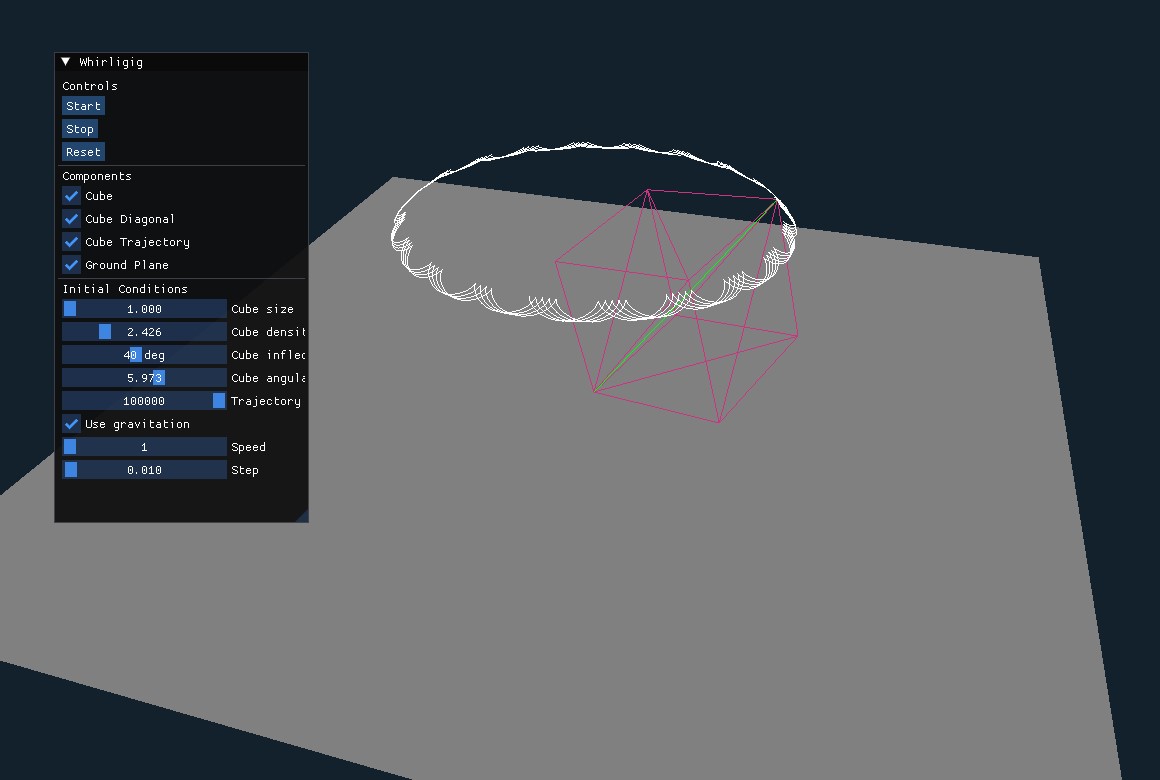 Whirligig
Controls
Start
Stop
Reset
Components
Cube
Cube Diagonal
Cube Trajectory
Ground Plane
Initial Conditions
1.000 Cube size
2.426 Cube densit
40 deg Cube inflec
5.973 Cube angula
100000 Trajectory
Use gravitation
1 Speed
0.010 Step